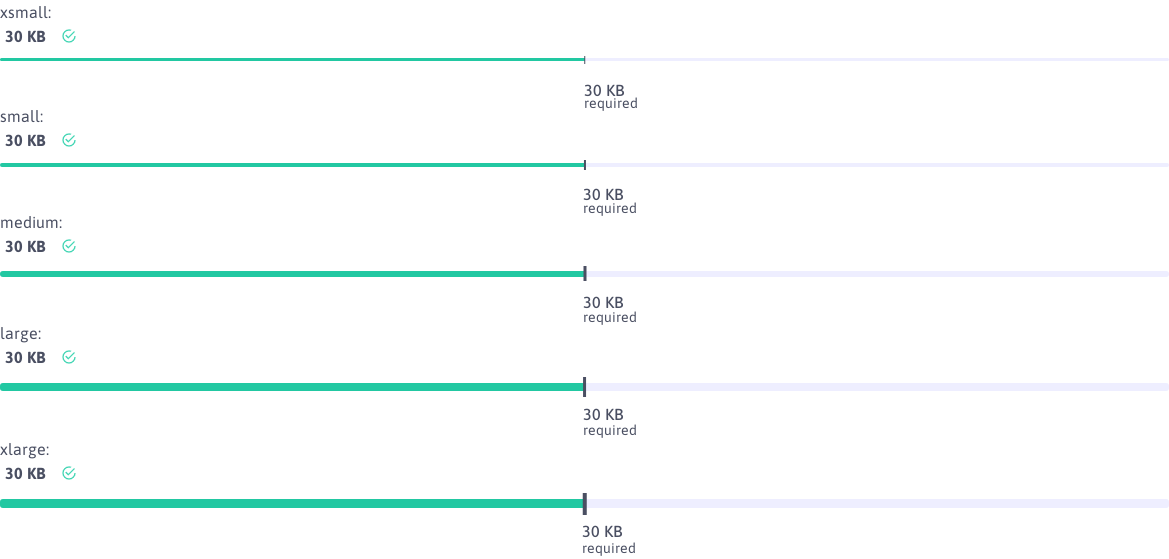 xsmall:
30 KB
30 KB
required
small:
30 KB
30 KB
required
medium:
30 KB
30 KB
required
large:
30 KB
30 KB
required
xlarge:
30 KB
30 KB
required